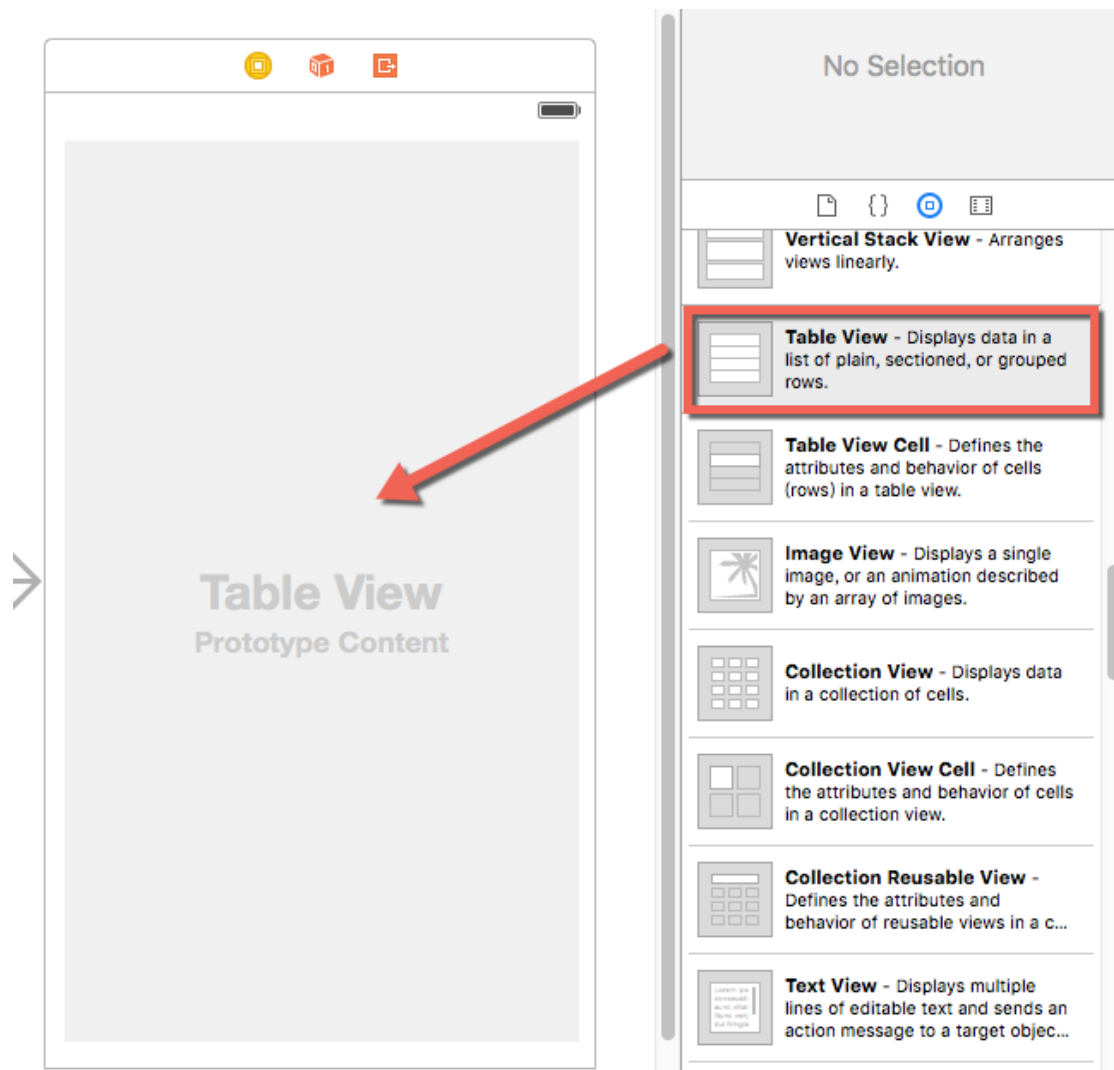 No Selection
{}
Vertical Stack View - Arranges
views linearly.
Table View - Displays data in a
list of plain, sectioned, or grouped
rows.
Table View Cell - Defines the
attributes and behavior of cells
(rows) in a table view.
Image View - Displays a single
image, or an animation described
by an array of images.
Collection View - Displays data
in a collection of cells.
Collection View Cell - Defines
the attributes and behavior of cells
in a collection view.
Collection Reusable View -
Defines the attributes and
behavior of reusable views in a c...
Text View - Displays multiple
lines of editable text and sends an
action message to a target objec...
Table View
Prototype Content